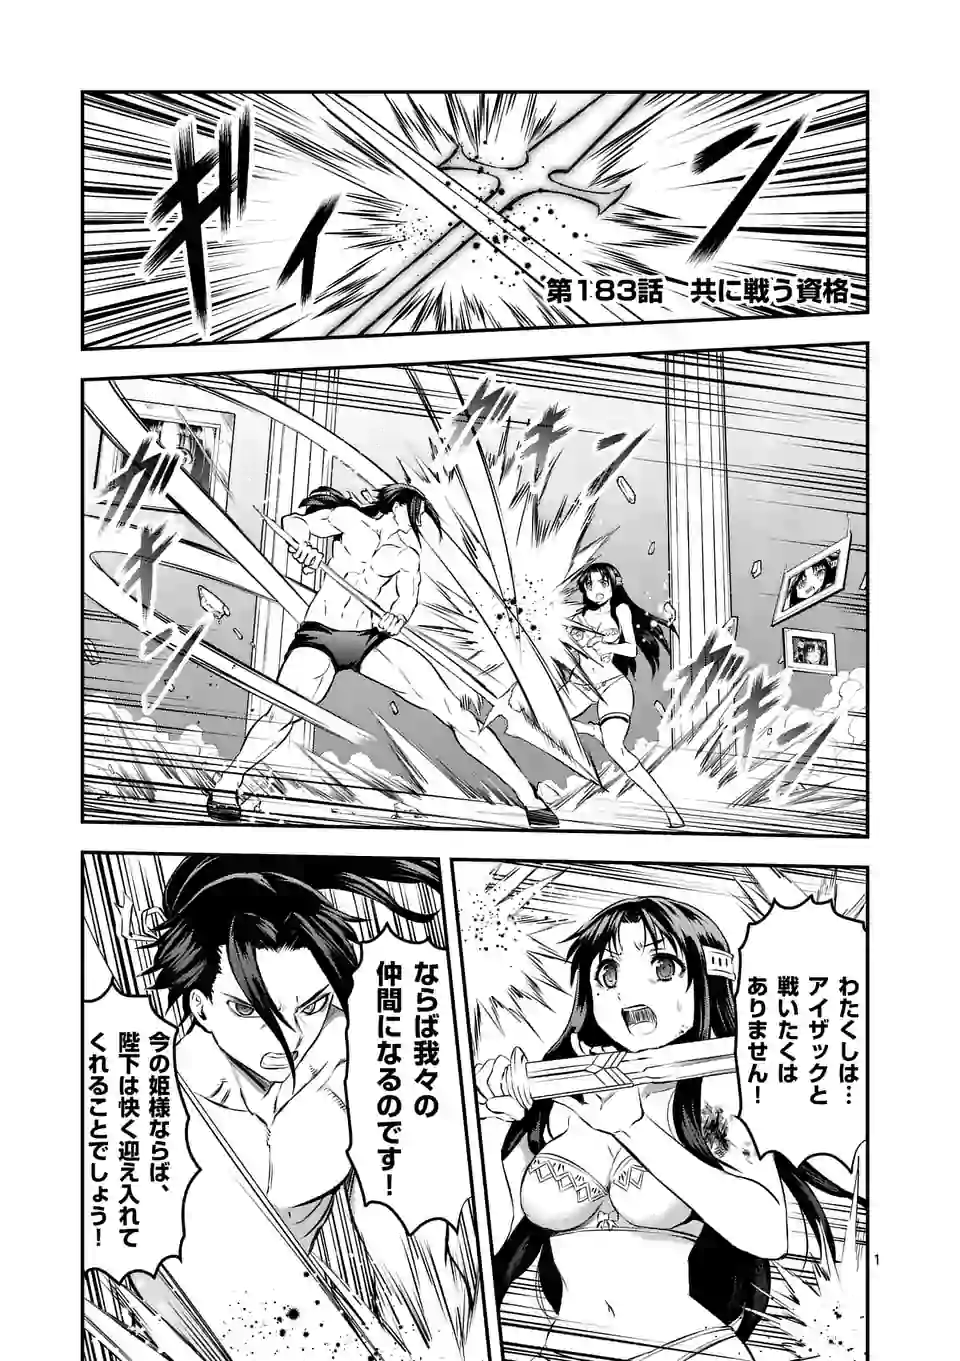 ギィン
第183話　共に戦う資格
ガガ
ギギ
ガギィン
わたくしは…
アイザックと
戦いたくは
ありません！
ならば我々の
仲間になるのです！
今の姫様ならば、
陛下は快く迎え入れて
くれることでしょう！
1